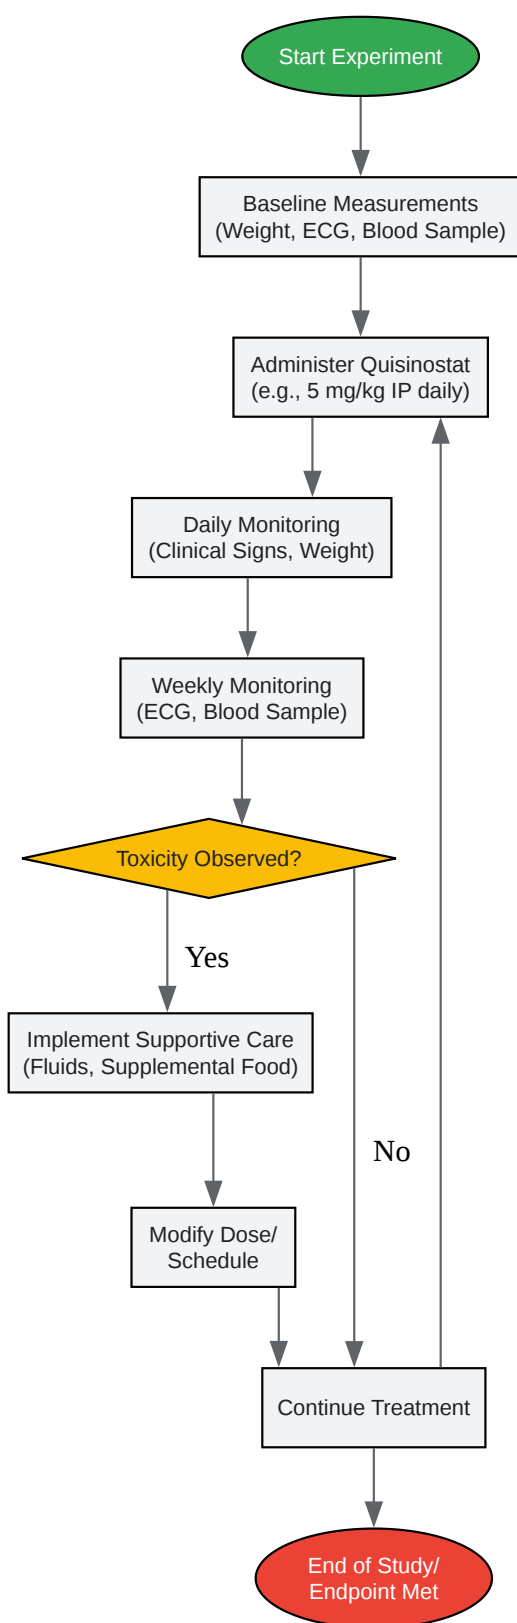 Start Experiment
Baseline Measurements
(Weight, ECG, Blood Sample)
Administer Quisinostat
(e.g., 5 mg/kg IP daily)
Daily Monitoring
(Clinical Signs, Weight)
Weekly Monitoring
(ECG, Blood Sample)
Toxicity Observed?
Yes
Implement Supportive Care
(Fluids, Supplemental Food)
No
Modify Dose/
Schedule
Continue Treatment
End of Study/
Endpoint Met